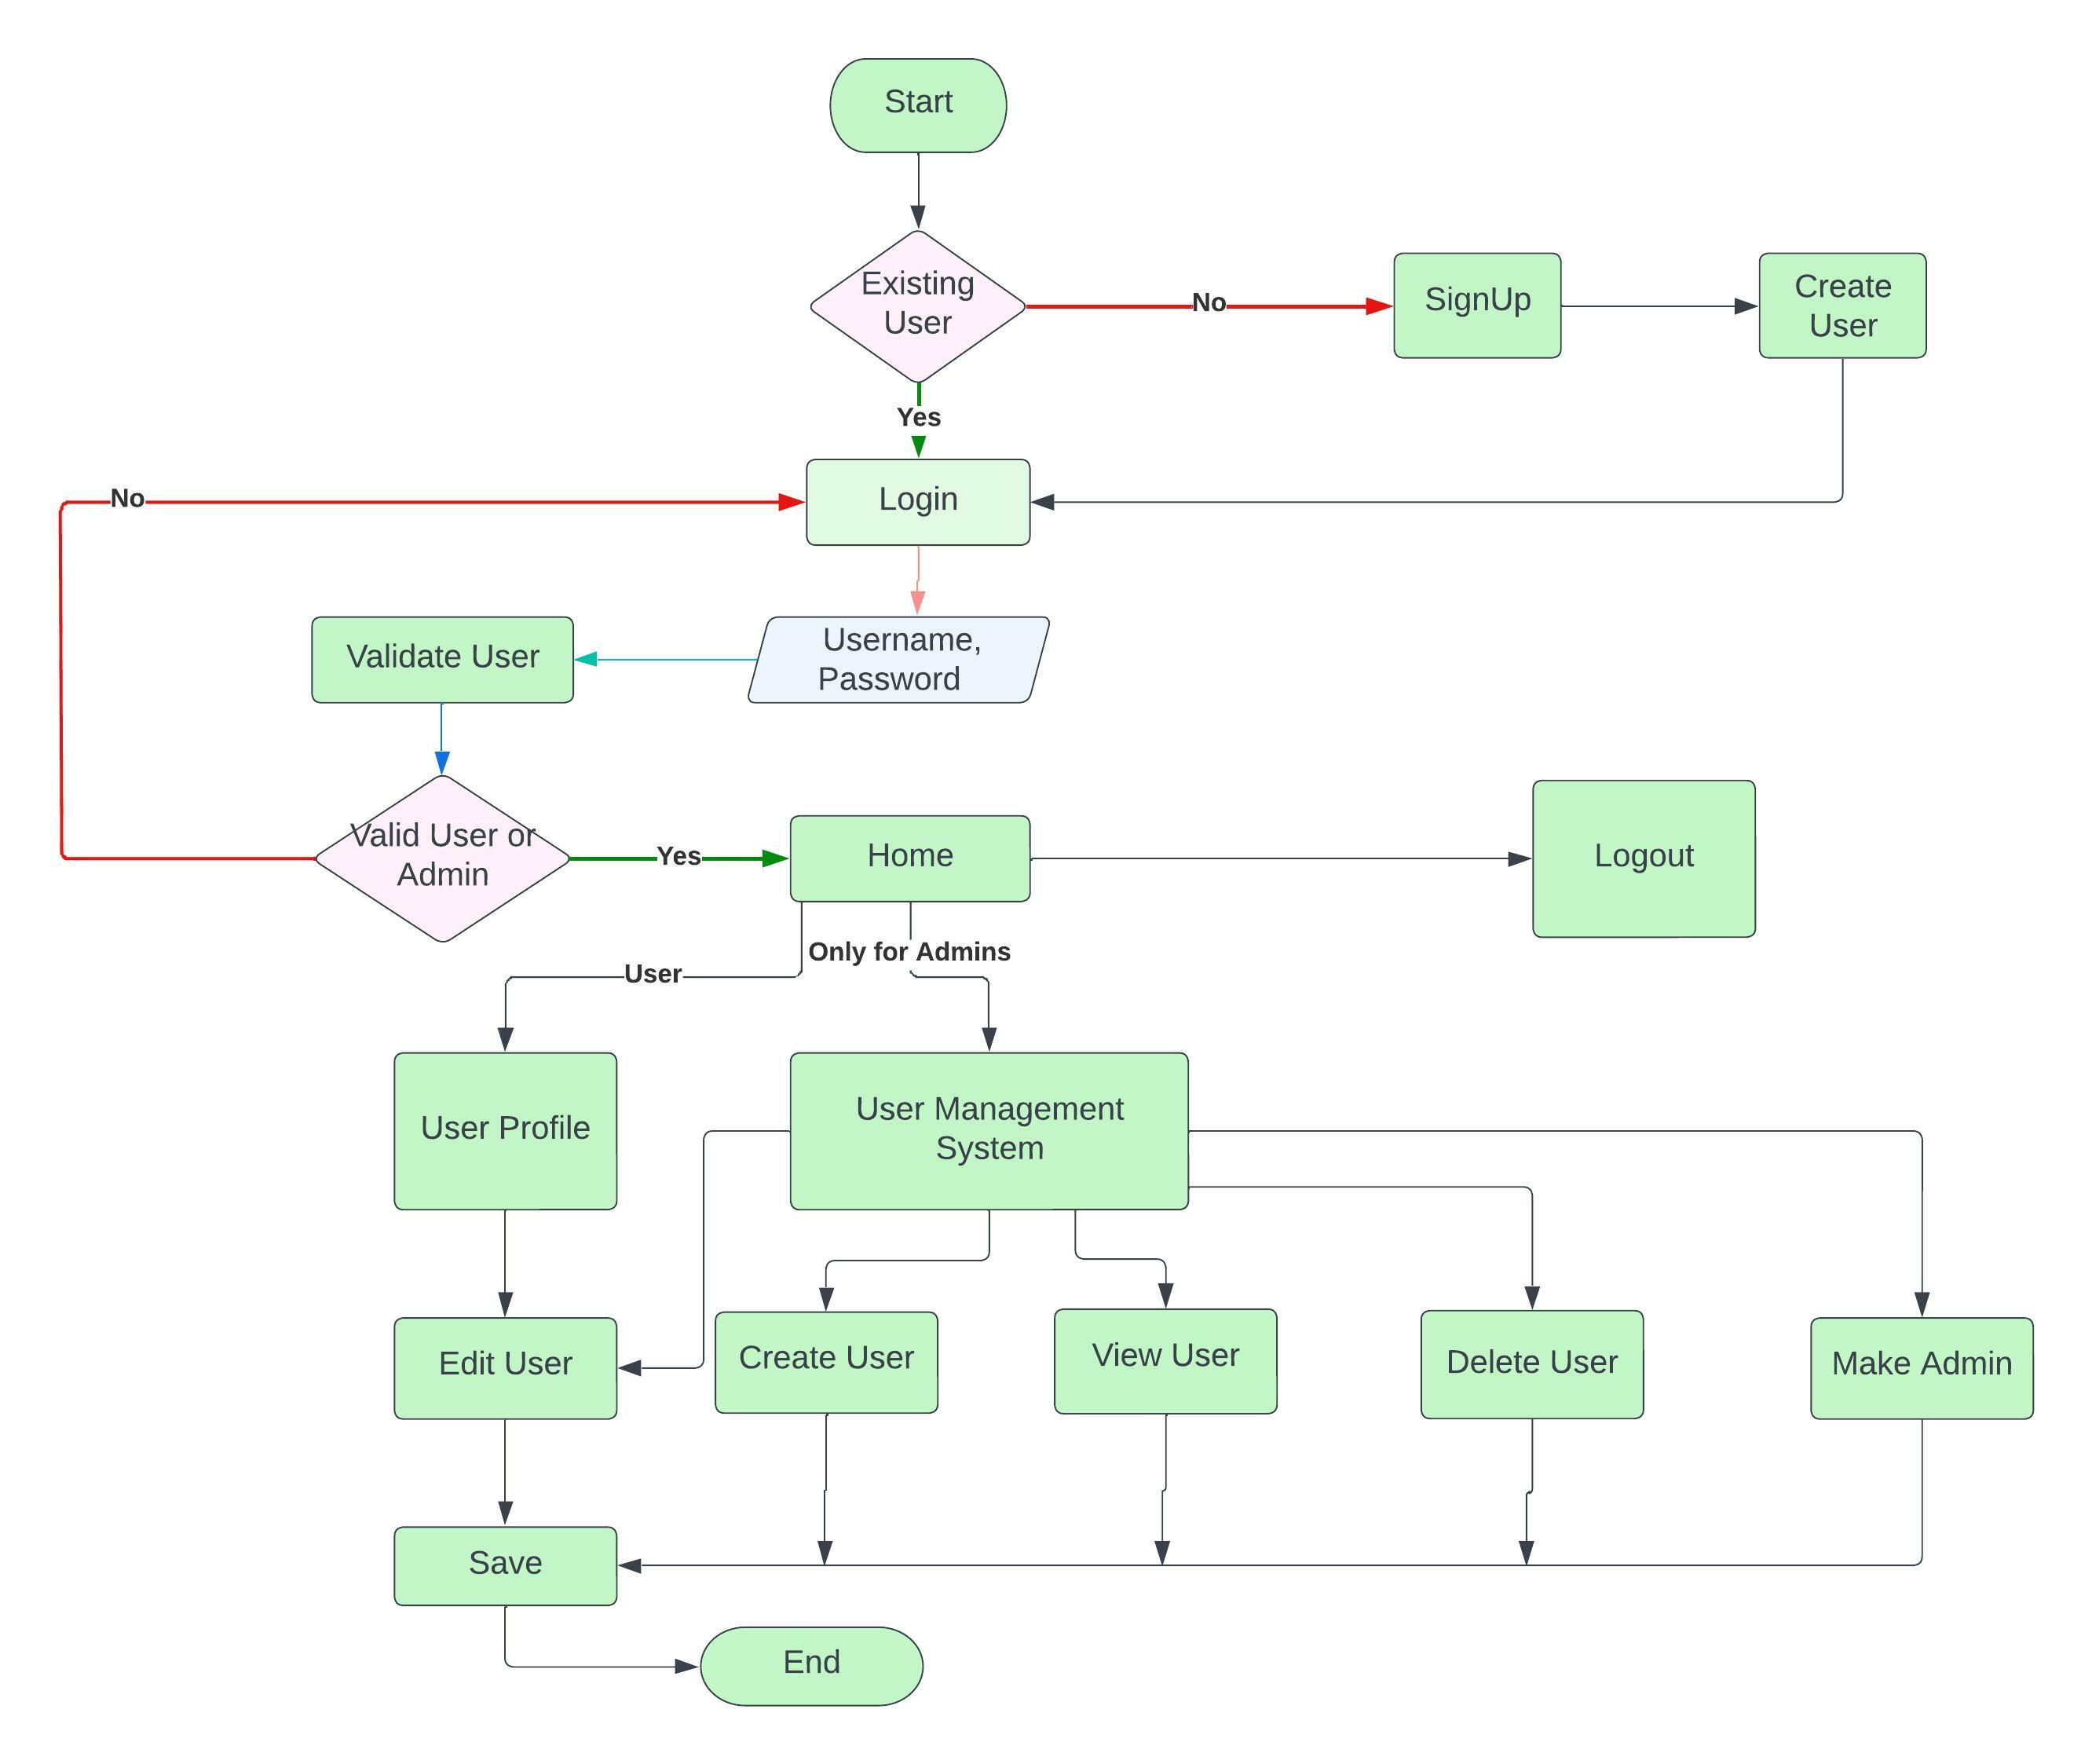 Start
Existing
User
No
SignUp
Create
User
Yes
No
Login
Validate User
Username,
Password
Valid User or
Admin
Yes
Home
Logout
Only for Admins
User
User Profile
User Management
System
Edit User
Create User
View User
Delete User
Make Admin
Save
End